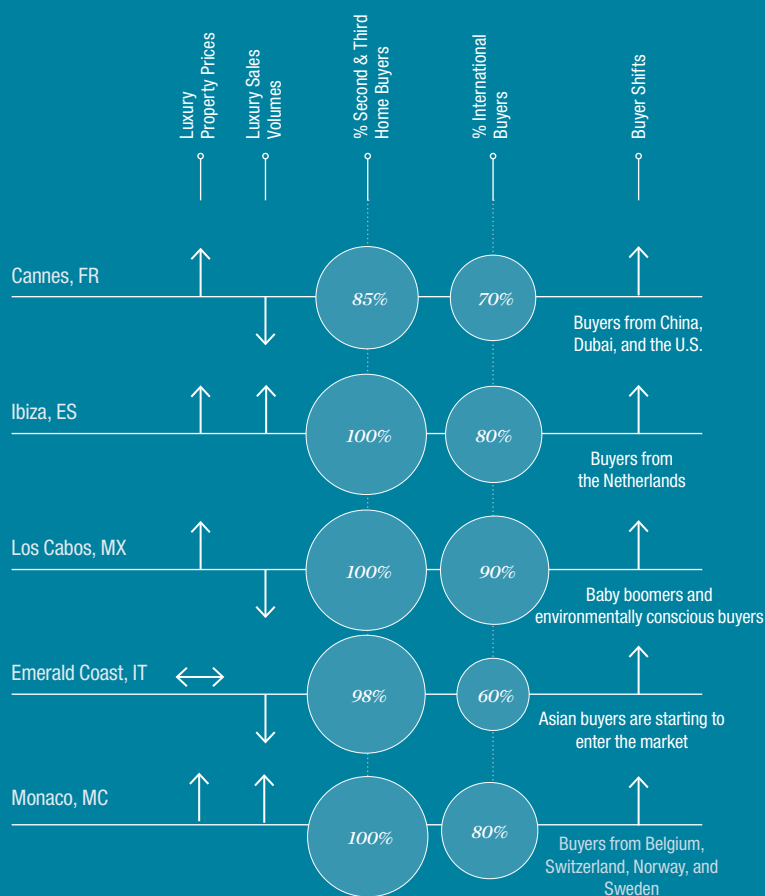 Luxury
Property Prices
Luxury Sales
Volumes
% Second & Third
Home Buyers
% International
Buyers
Buyer Shifts
Cannes, FR
85%
70%
Buyers from China,
Dubai, and the U.S.
Ibiza, ES
100%
80%
Buyers from
the Netherlands
Los Cabos, MX
100%
90%
Baby boomers and
environmentally conscious buyers
Emerald Coast, IT
98%
60%
Asian buyers are starting to
enter the market
Monaco, MC
100%
80%
Buyers from Belgium,
Switzerland, Norway, and
Sweden